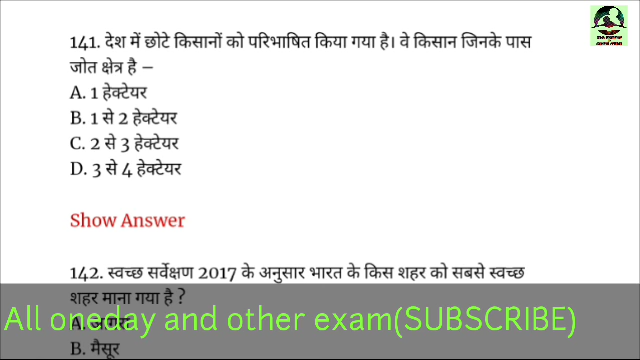 141. देश में छोटे किसानों को परिभाषित किया गया है। वे किसान जिनके पास
जोत क्षेत्र है –
A. 1 हेक्टेयर
B. 1 से 2 हेक्टेयर
C. 2 से 3 हेक्टेयर
D. 3 से 4 हेक्टेयर
Show Answer
142. स्वच्छ सर्वेक्षण 2017 के अनुसार भारत के किस शहर को सबसे स्वच्छ
शहर माना गया है ?
All oneday and other exam(SUBSCRIBE)
A. आगरा
B. मैसूर